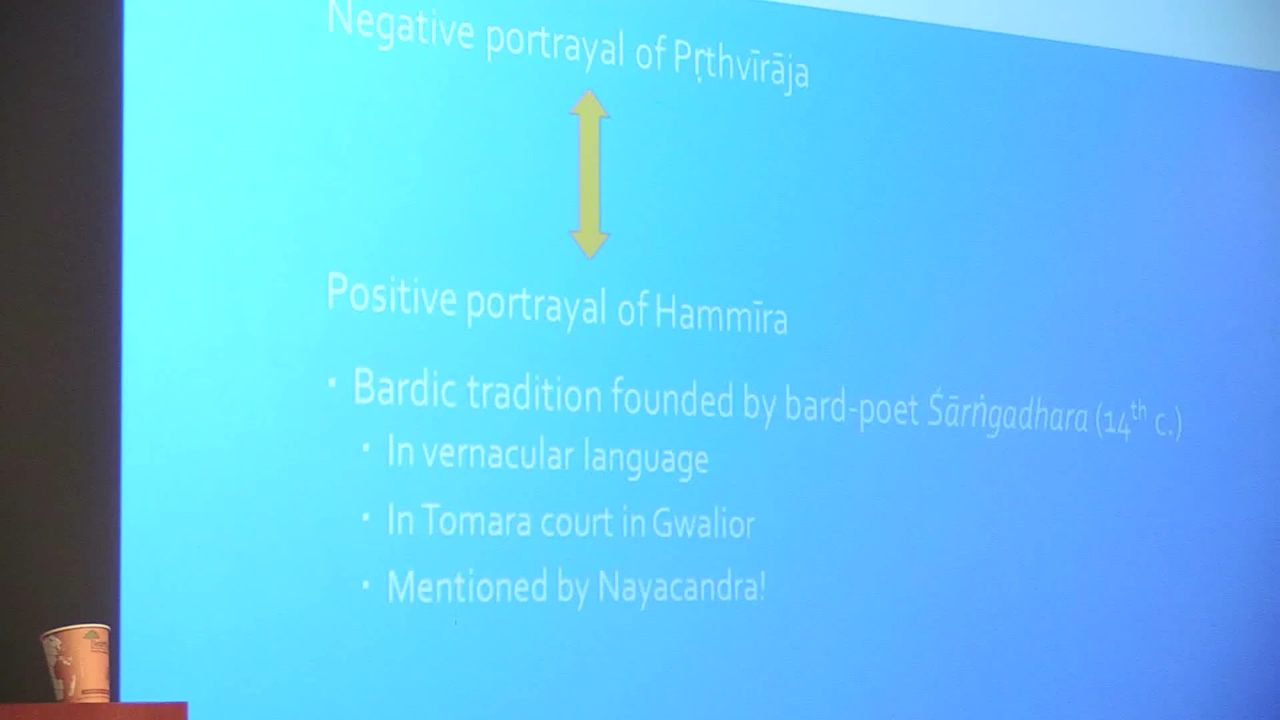 Negative portrayal of Pṛthvīrāja
Positive portrayal of Hammīra
· Bardic tradition founded by bard-poet Śārṅgadhara (14th c.)
· In vernacular language
· In Tomara court in Gwalior
· Mentioned by Nayacandra!